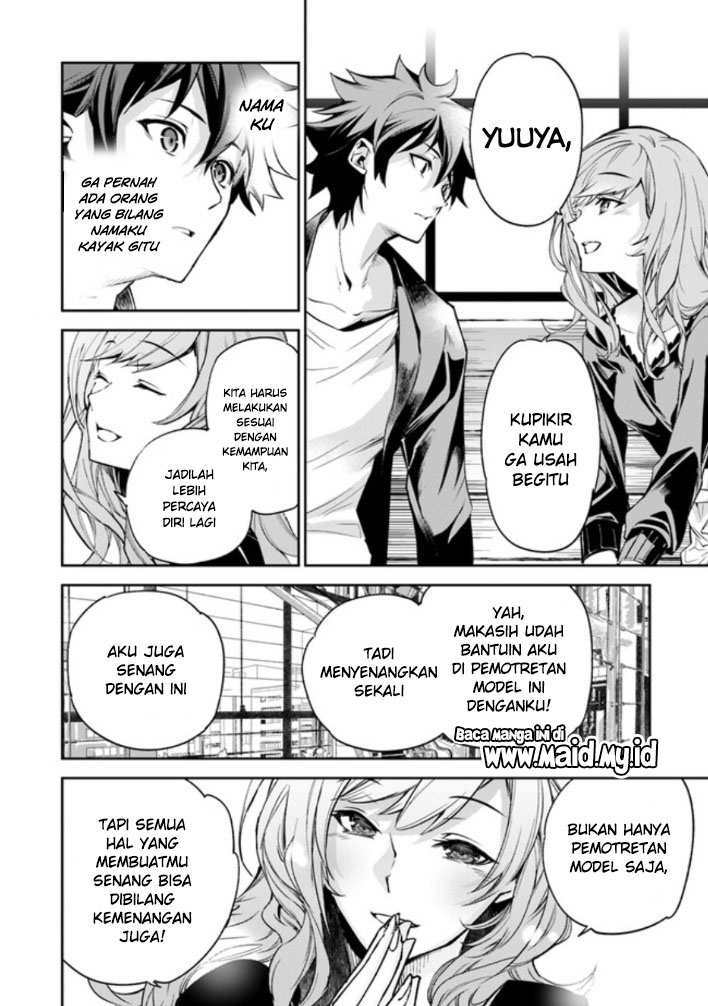 YUUYA,
KUPIKIR
KAMU
GA USAH
BEGITU
NAMA
KU
GA PERNAH
ADA ORANG
YANG BILANG
NAMAKU
KAYAK GITU
KITA HARUS
MELAKUKAN
SESUAI
DENGAN
KEMAMPUAN
KITA,
JADILAH
LEBIH
PERCAYA
DIRI LAGI
YAH,
MAKASIH UDAH
BANTUIN AKU
DI PEMOTRETAN
MODEL INI
DENGANKU!
TADI
MENYENANGKAN
SEKALI
AKU JUGA
SENANG
DENGAN INI
Baca Manga ini di
www.Maid.My.id
BUKAN HANYA
PEMOTRETAN
MODEL SAJA,
TAPI SEMUA
HAL YANG
MEMBUATMU
SENANG BISA
DIBILANG
KEMENANGAN
JUGA!